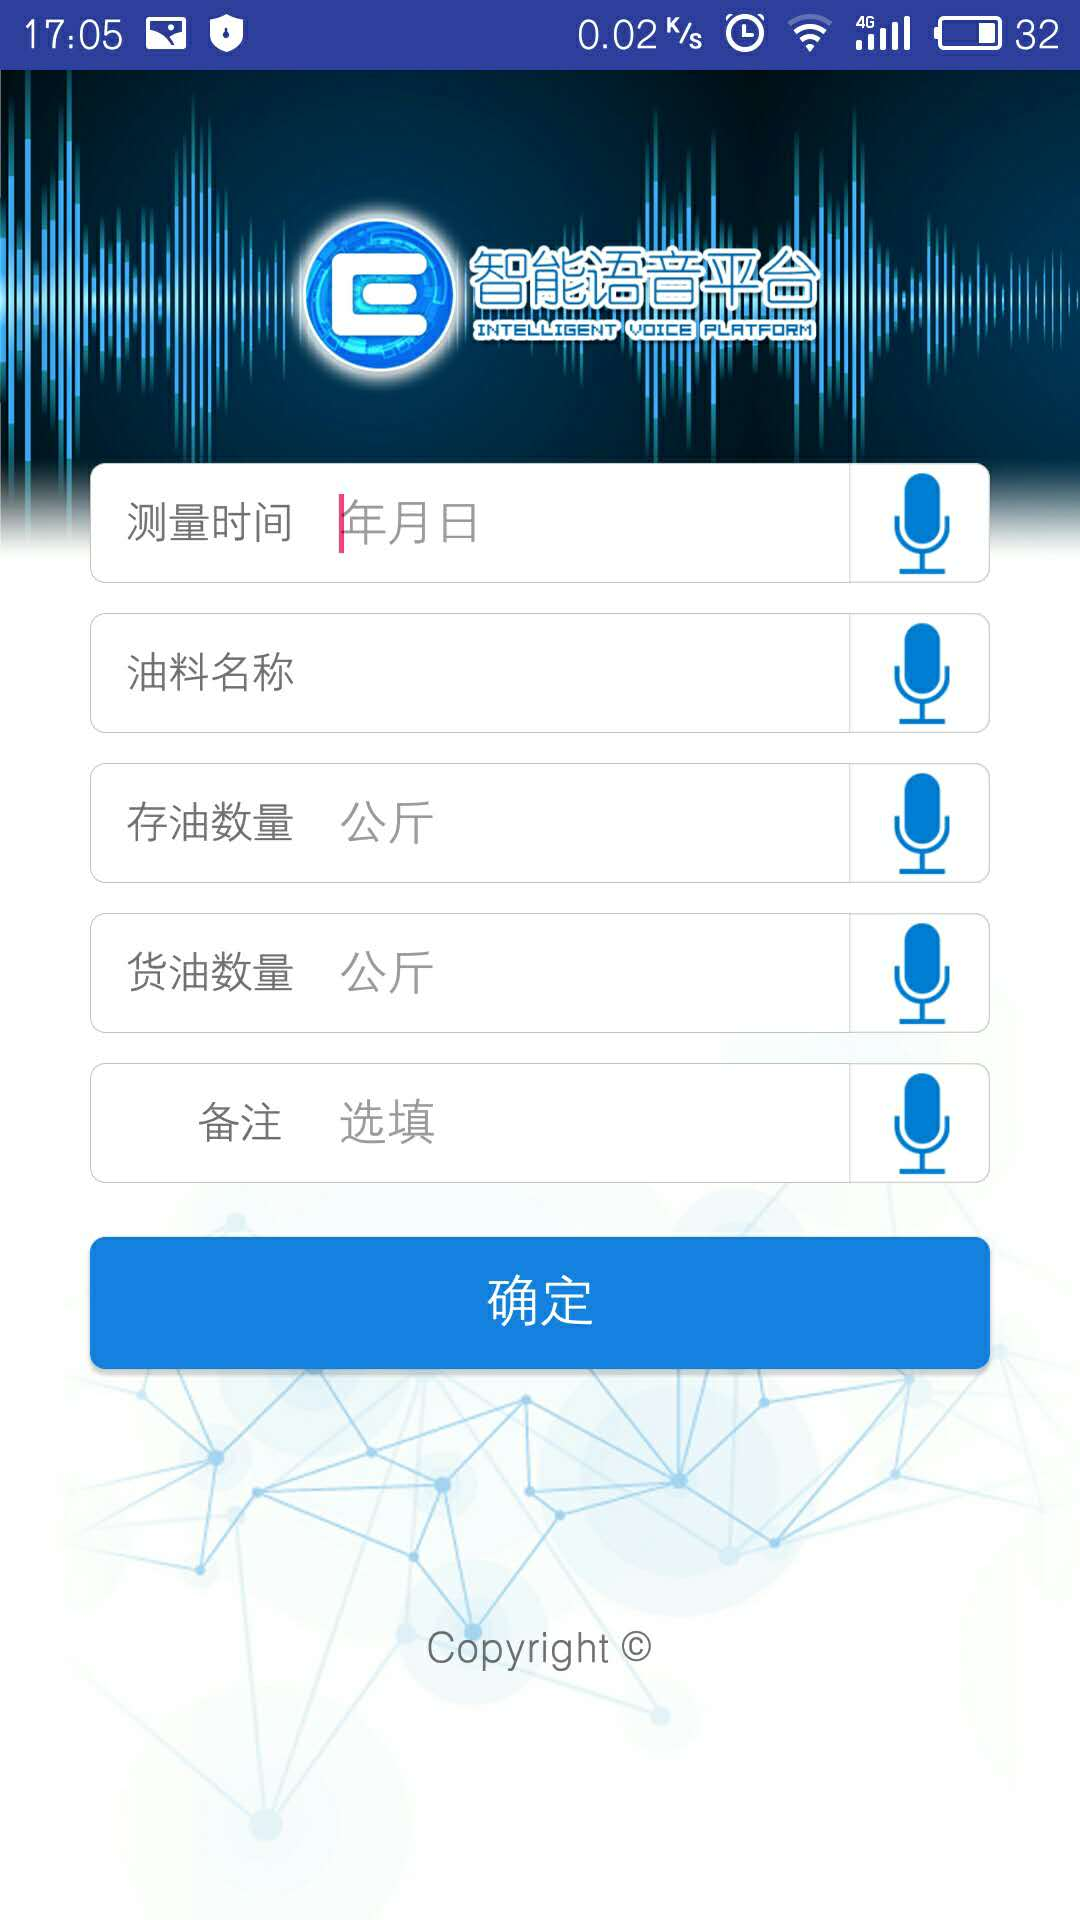 17:05 0.02 K/s 4G 32
智能语音平台
INTELLIGENT VOICE PLATFORM
测量时间 年月日
油料名称
存油数量 公斤
货油数量 公斤
备注 选填
确定
Copyright ©